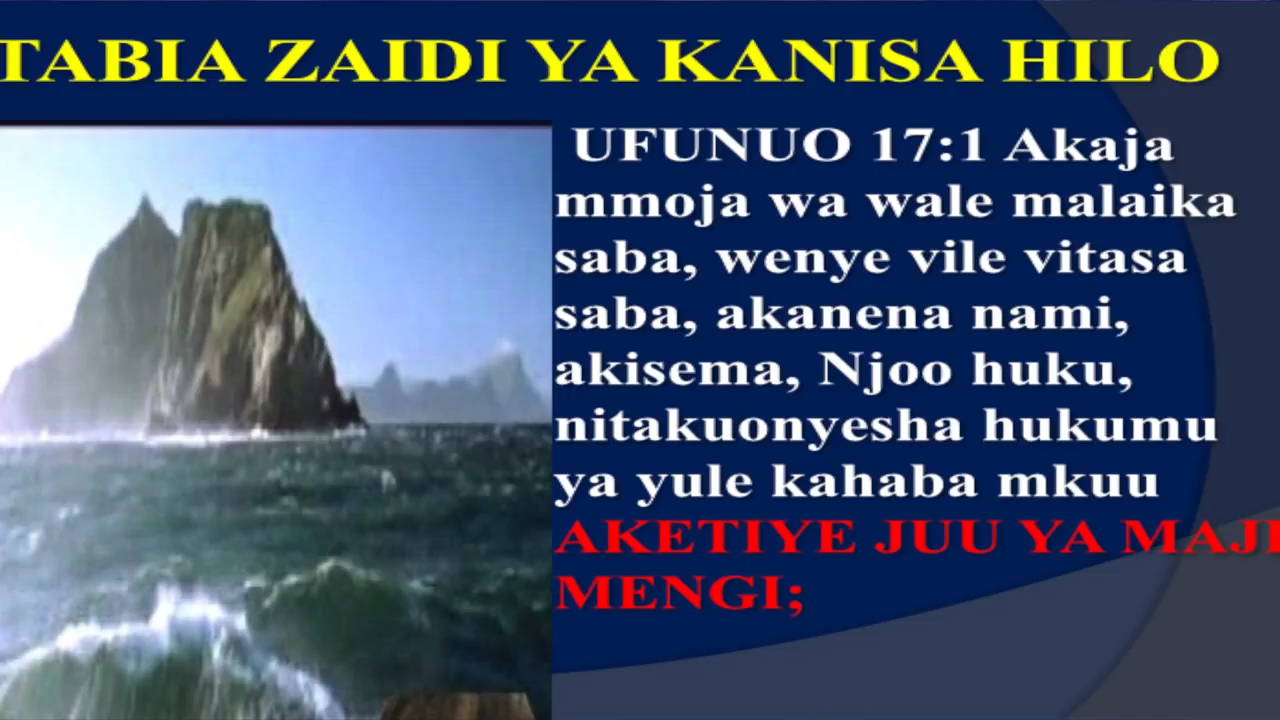 TABIA ZAIDI YA KANISA HILO
UFUNUO 17:1 Akaja
mmoja wa wale malaika
saba, wenye vile vitasa
saba, akanena nami,
akisema, Njoo huku,
nitakuonyesha hukumu
ya yule kahaba mkuu
AKETIYE JUU YA MAJI
MENGI;